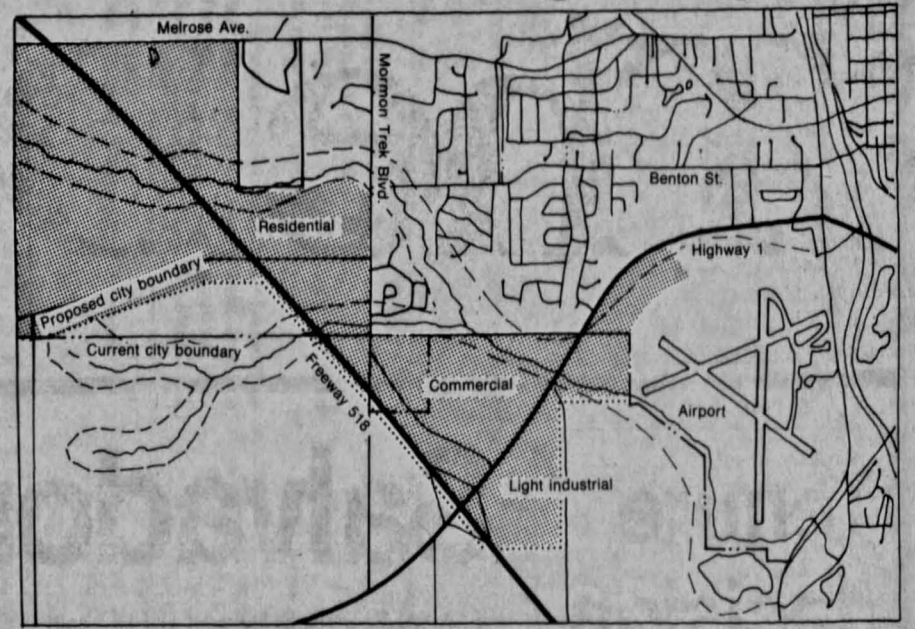 Melrose Ave.
Mormon Trek Blvd.
Benton St.
Residential
Highway 1
Proposed city boundary
Current city boundary
Freeway 518
Commercial
Airport
Light industrial